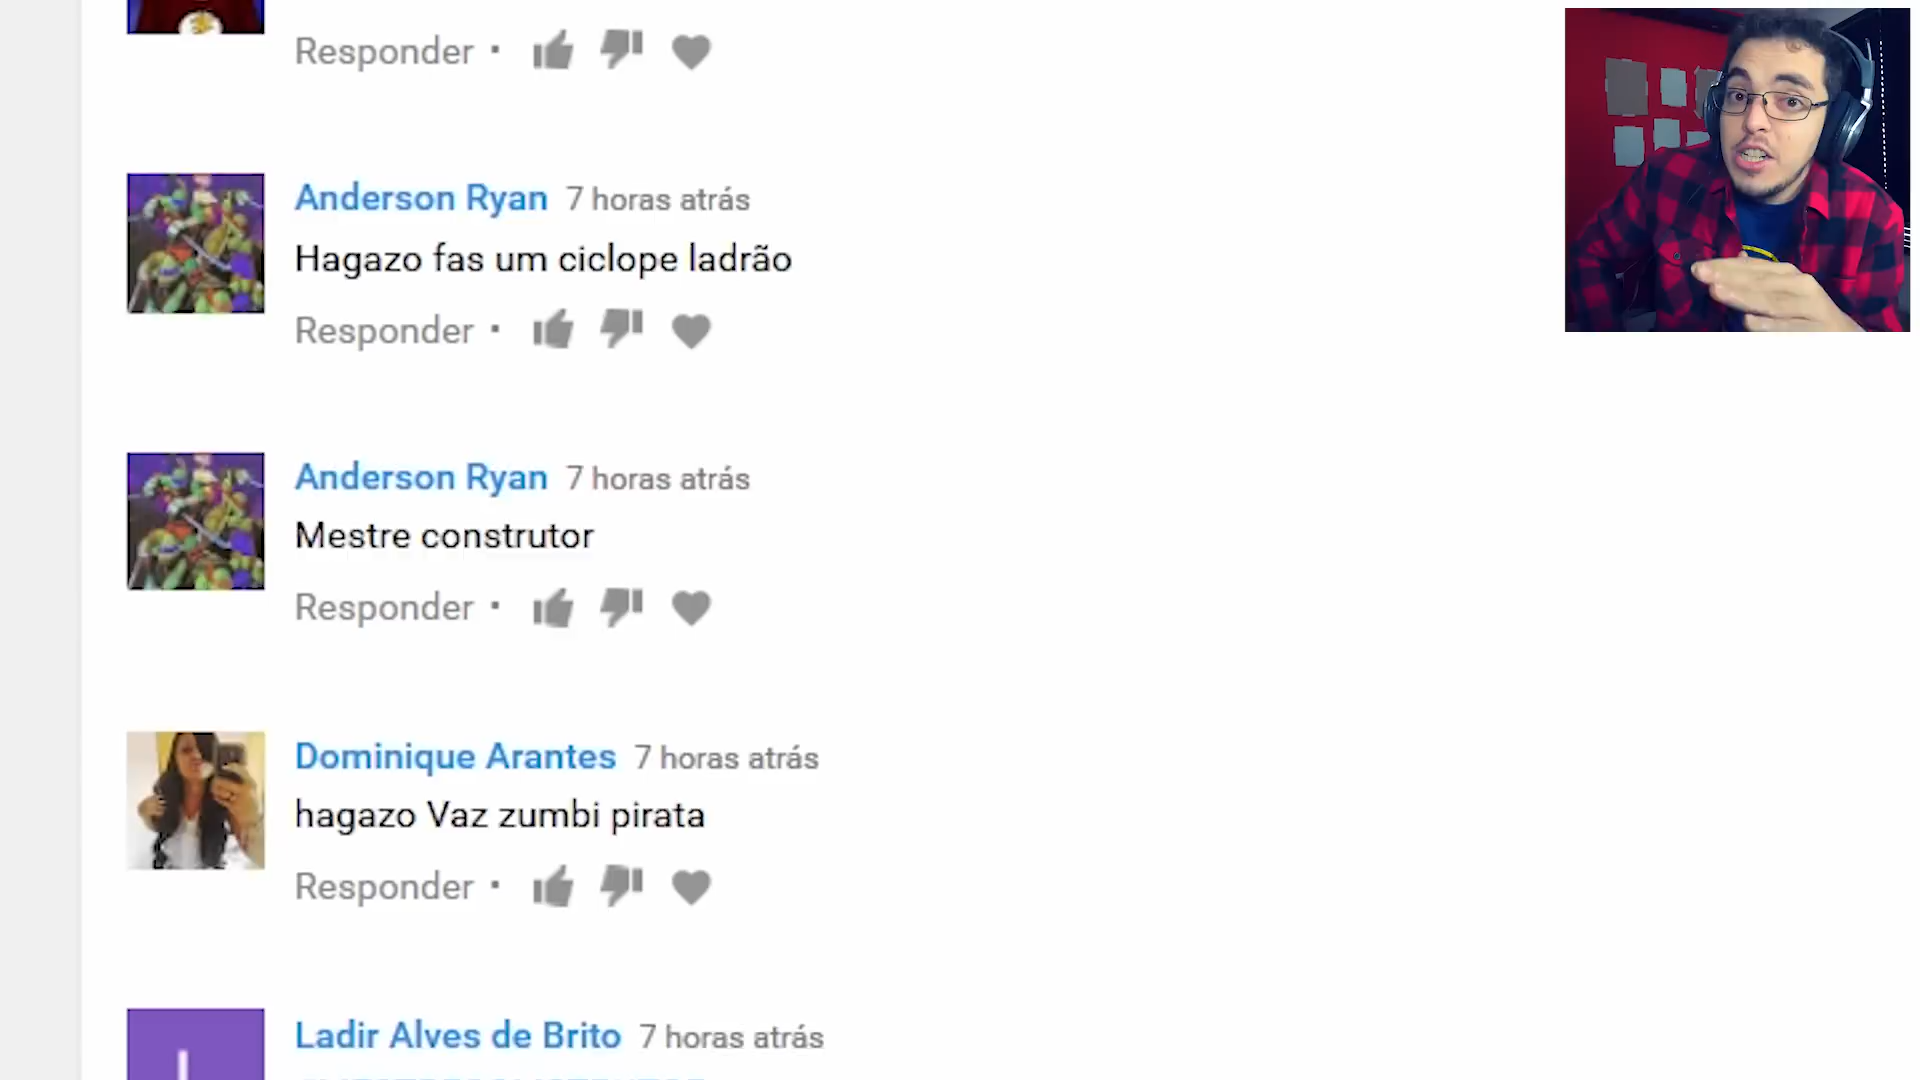 Responder •
Anderson Ryan 7 horas atrás
Hagazo fas um ciclope ladrão
Responder •
Anderson Ryan 7 horas atrás
Mestre construtor
Responder •
Dominique Arantes 7 horas atrás
hagazo Vaz zumbi pirata
Responder •
Ladir Alves de Brito 7 horas atrás